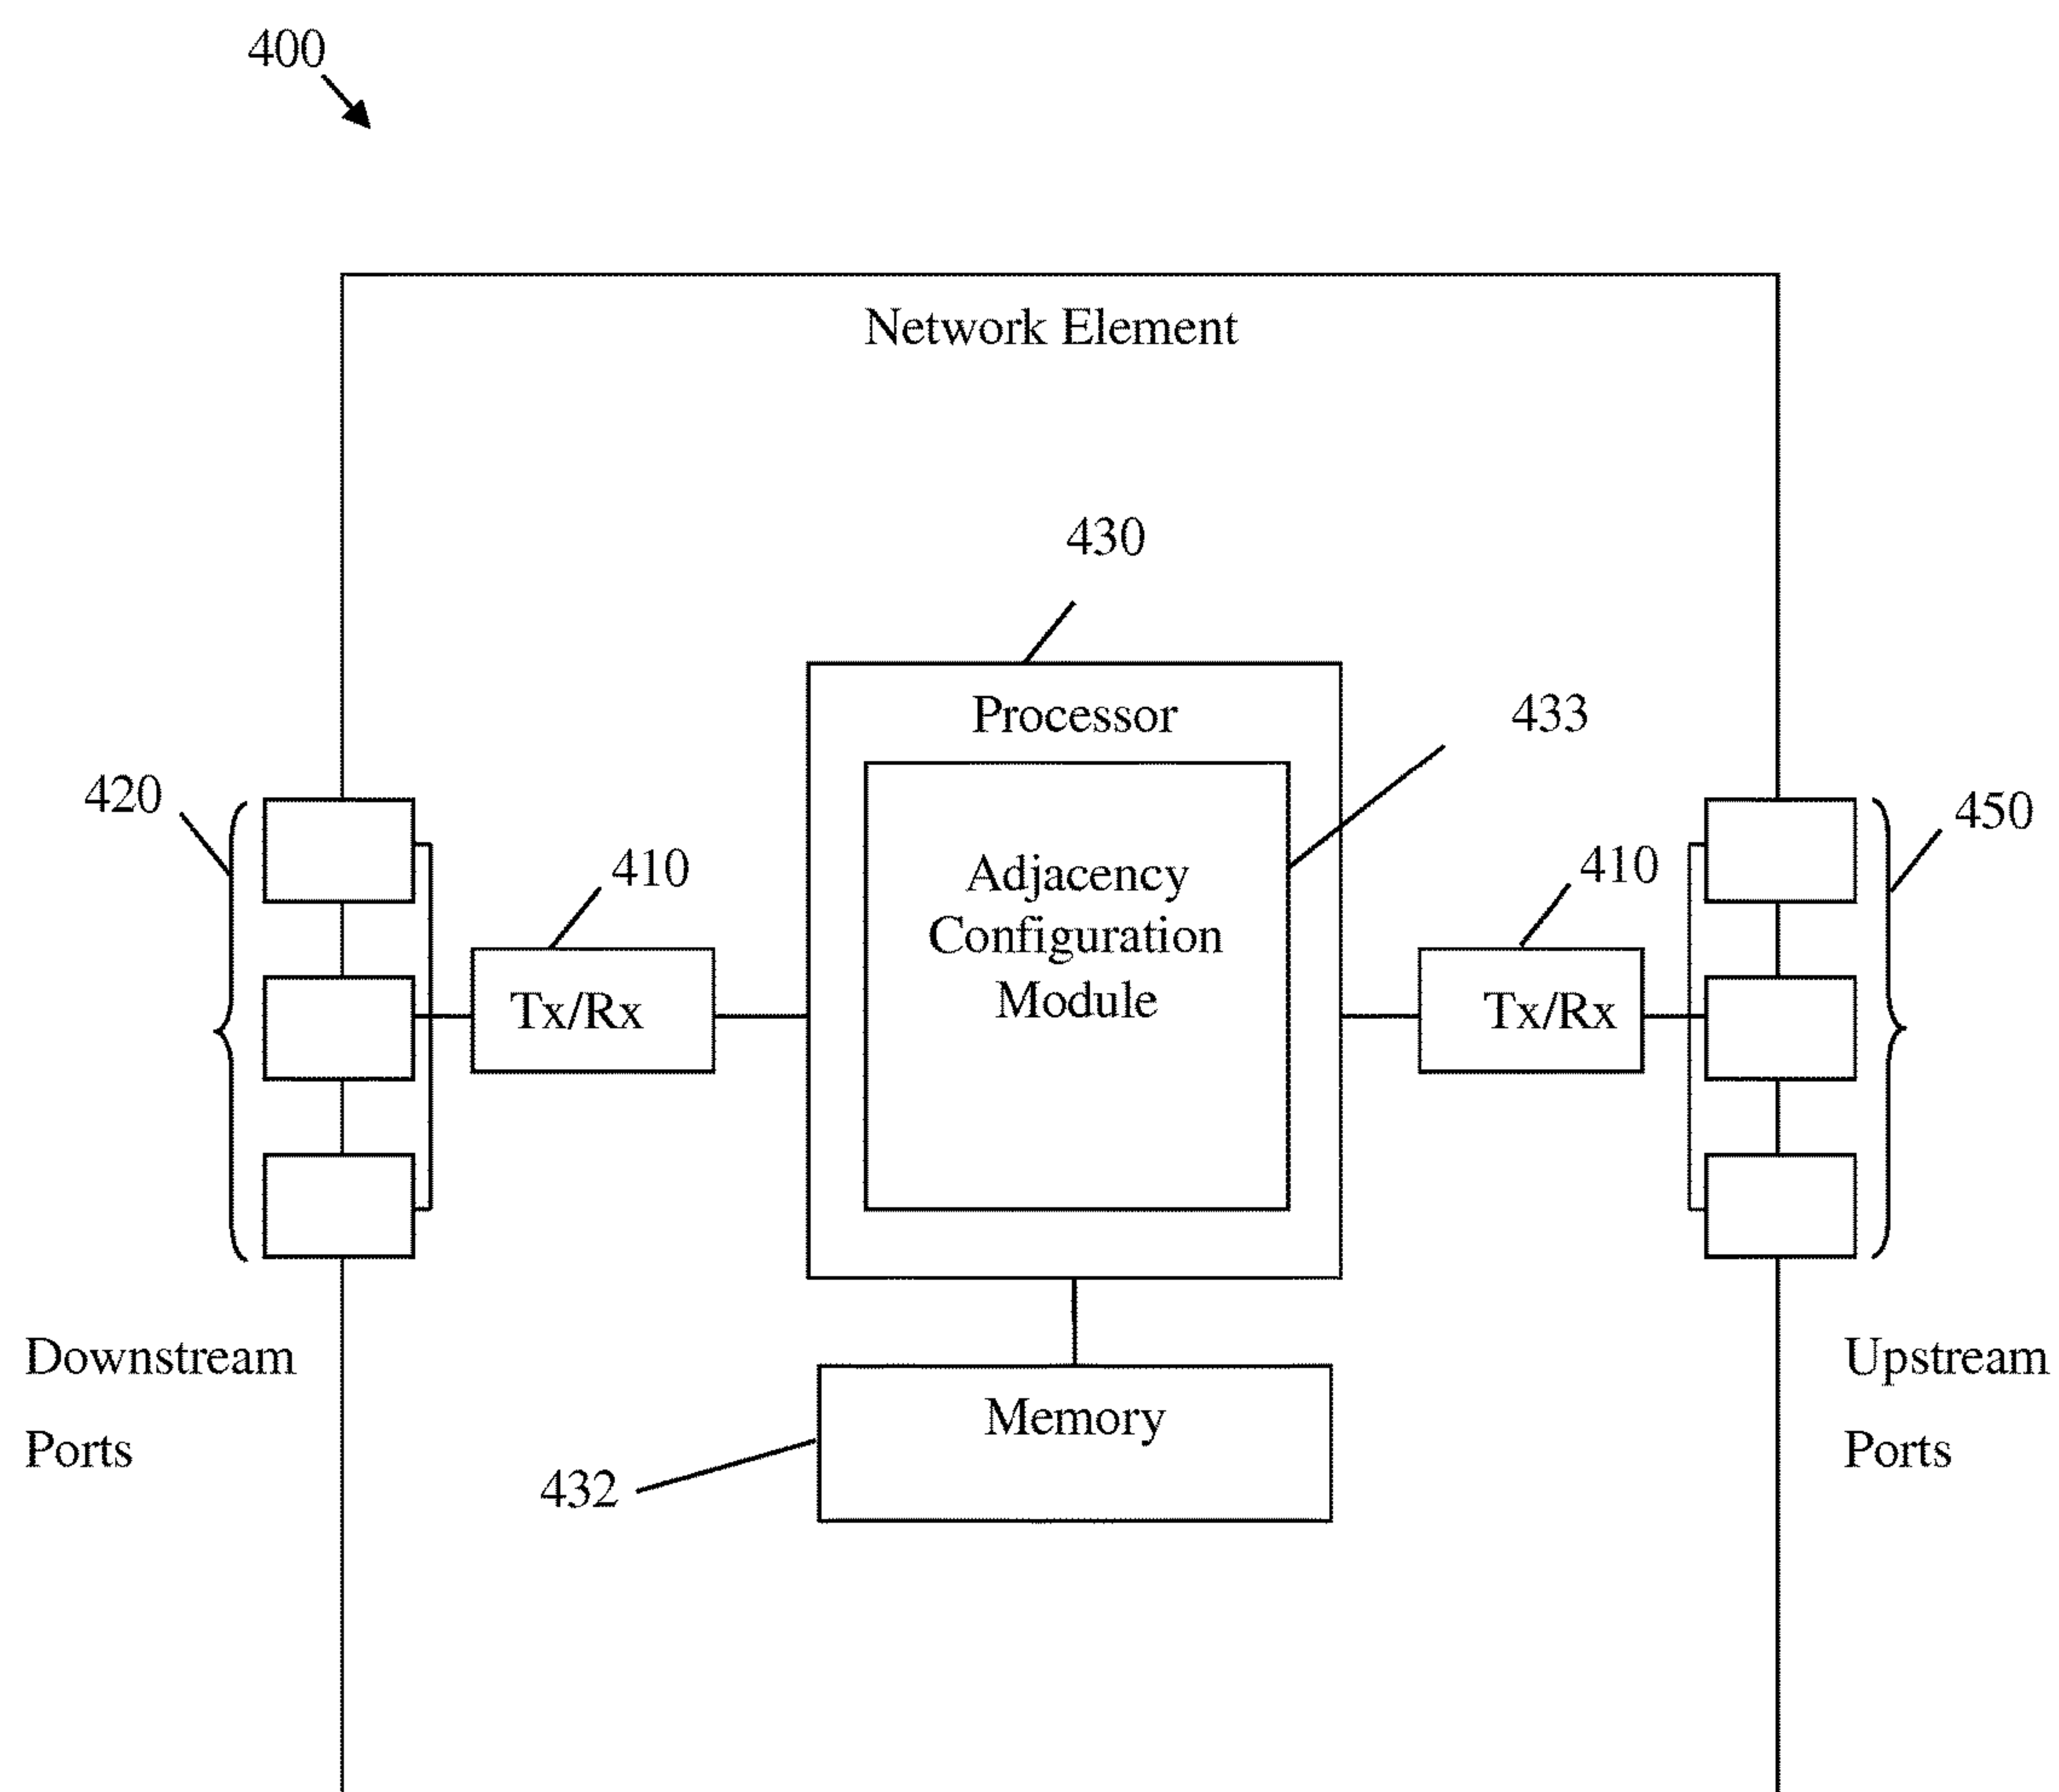 400
Network Element
430
Processor
433
420
450
410
410
Adjacency
Configuration
Module
Tx/Rx
Tx/Rx
Downstream
Ports
Upstream
Ports
Memory
432